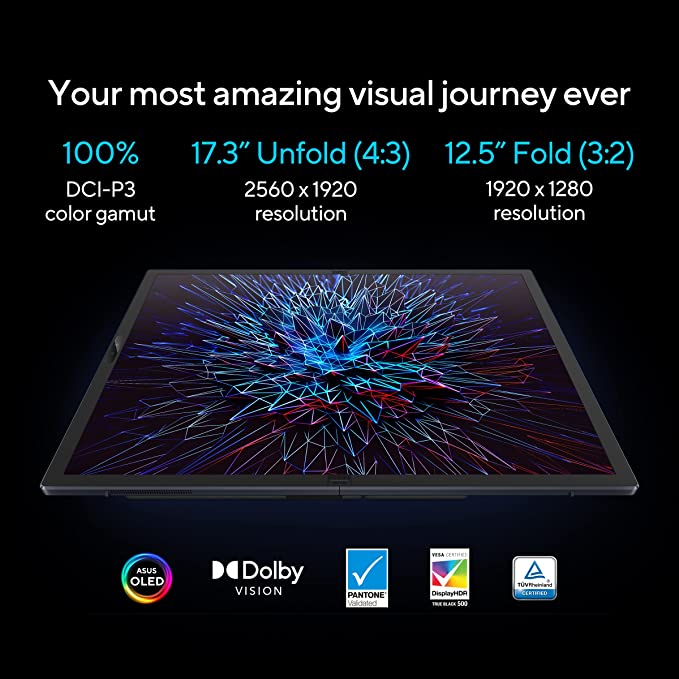 Your most amazing visual journey ever
100%
DCI-P3
color gamut
17.3″ Unfold (4:3)
2560 x 1920
resolution
12.5″ Fold (3:2)
1920 x 1280
resolution
ASUS
OLED
Dolby
VISION
PANTONE®
Validated
VESA CERTIFIED
DisplayHDR
TRUE BLACK 500
TÜVRheinland
CERTIFIED